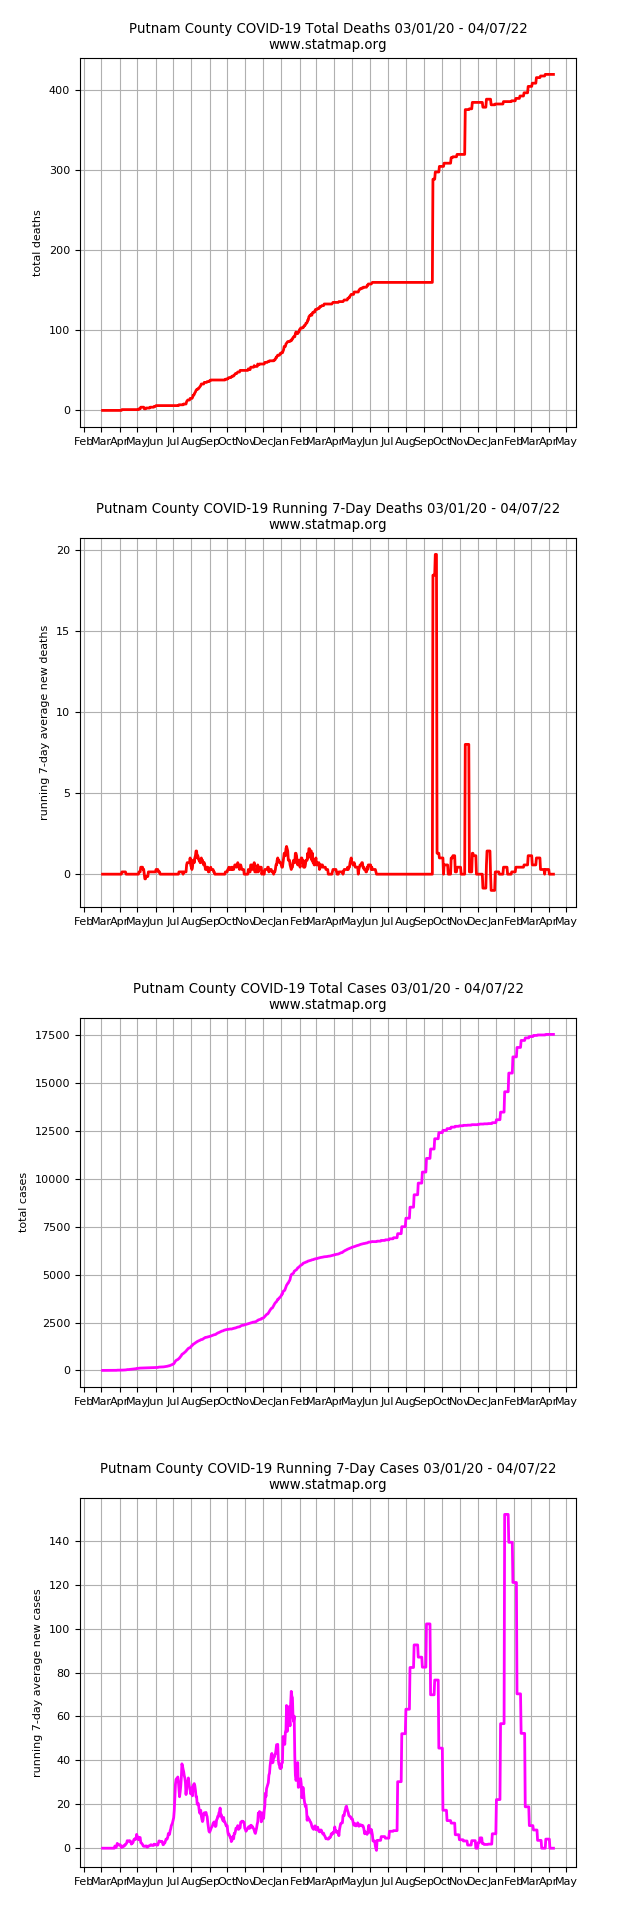 Putnam County COVID-19 Total Deaths 03/01/20 - 04/07/22
www.statmap.org
400
300
200
100
0
total deaths
Feb Mar Apr May Jun Jul Aug Sep Oct Nov Dec Jan Feb Mar Apr May Jun Jul Aug Sep Oct Nov Dec Jan Feb Mar Apr May
Putnam County COVID-19 Running 7-Day Deaths 03/01/20 - 04/07/22
www.statmap.org
20
15
10
5
0
running 7-day average new deaths
Feb Mar Apr May Jun Jul Aug Sep Oct Nov Dec Jan Feb Mar Apr May Jun Jul Aug Sep Oct Nov Dec Jan Feb Mar Apr May
Putnam County COVID-19 Total Cases 03/01/20 - 04/07/22
www.statmap.org
17500
15000
12500
10000
7500
5000
2500
0
total cases
Feb Mar Apr May Jun Jul Aug Sep Oct Nov Dec Jan Feb Mar Apr May Jun Jul Aug Sep Oct Nov Dec Jan Feb Mar Apr May
Putnam County COVID-19 Running 7-Day Cases 03/01/20 - 04/07/22
www.statmap.org
140
120
100
80
60
40
20
0
running 7-day average new cases
Feb Mar Apr May Jun Jul Aug Sep Oct Nov Dec Jan Feb Mar Apr May Jun Jul Aug Sep Oct Nov Dec Jan Feb Mar Apr May